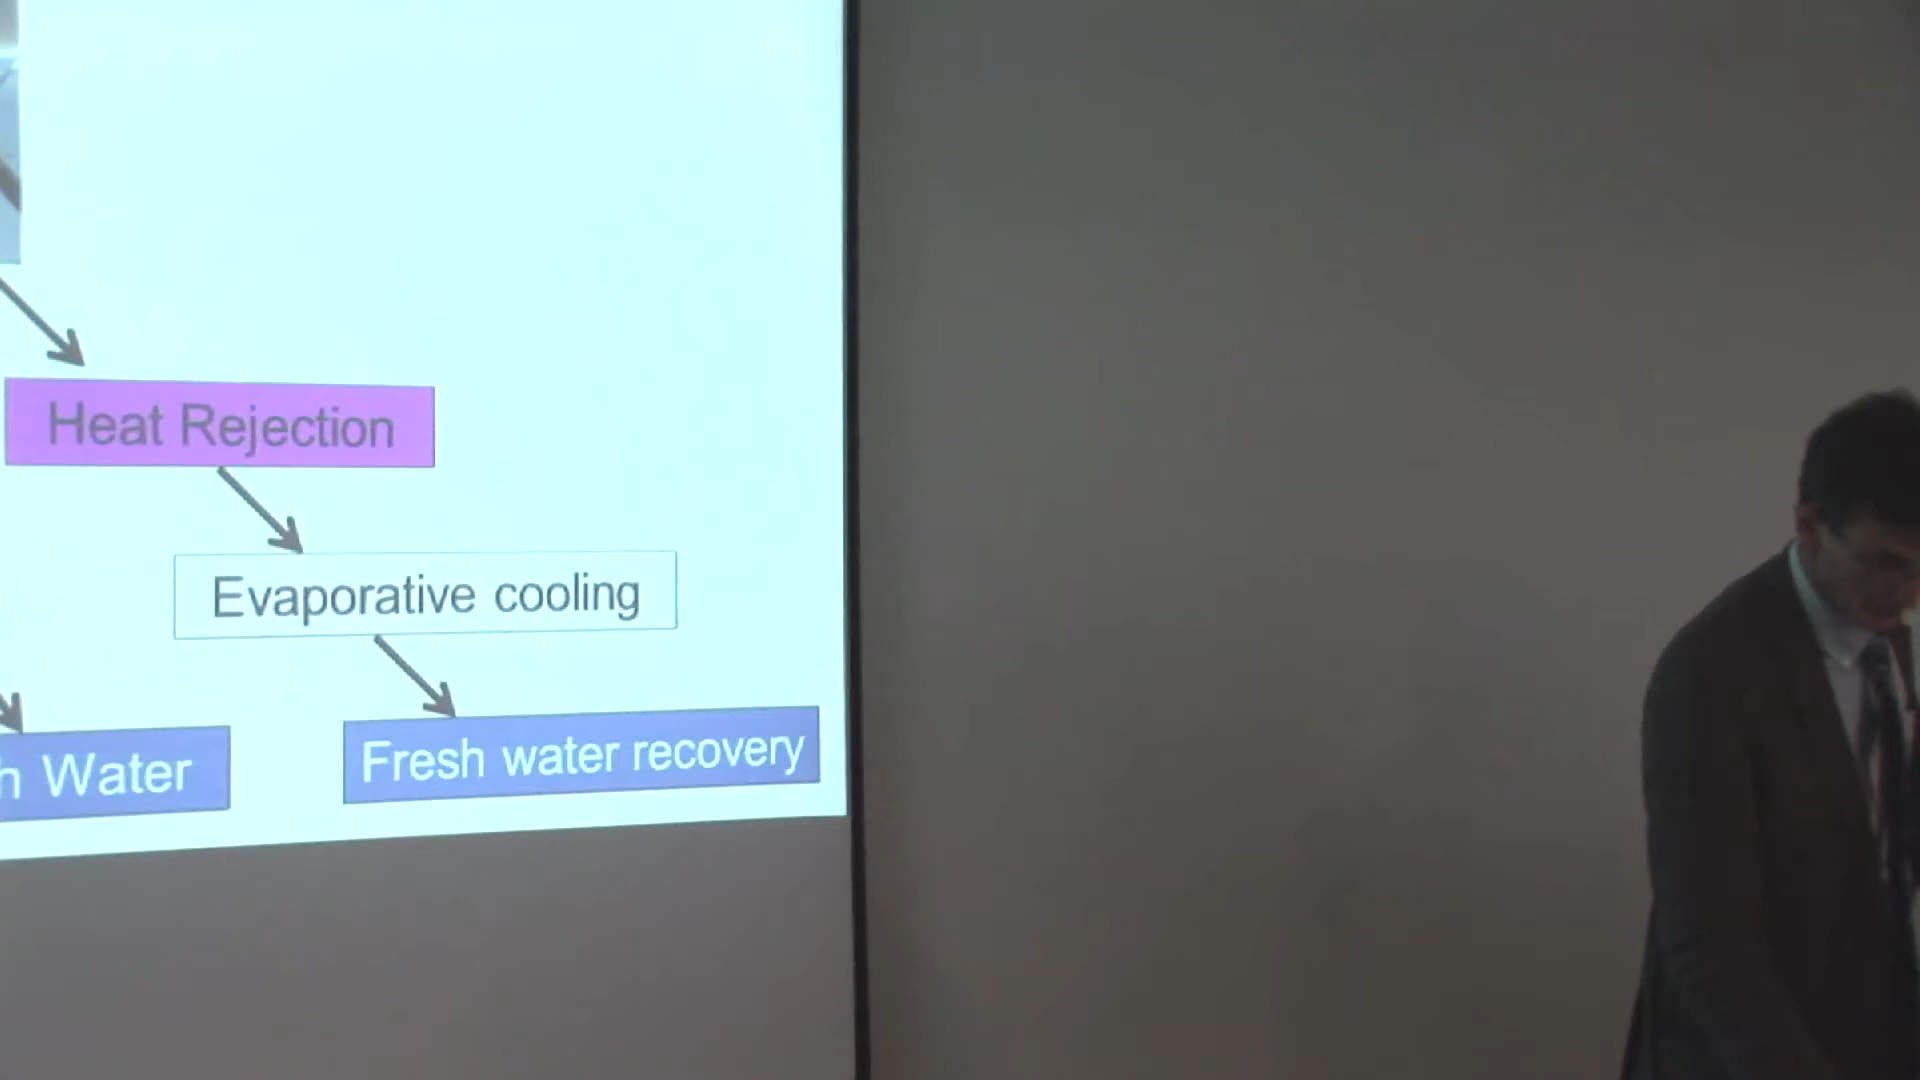 Heat Rejection
Evaporative cooling
h Water
Fresh water recovery